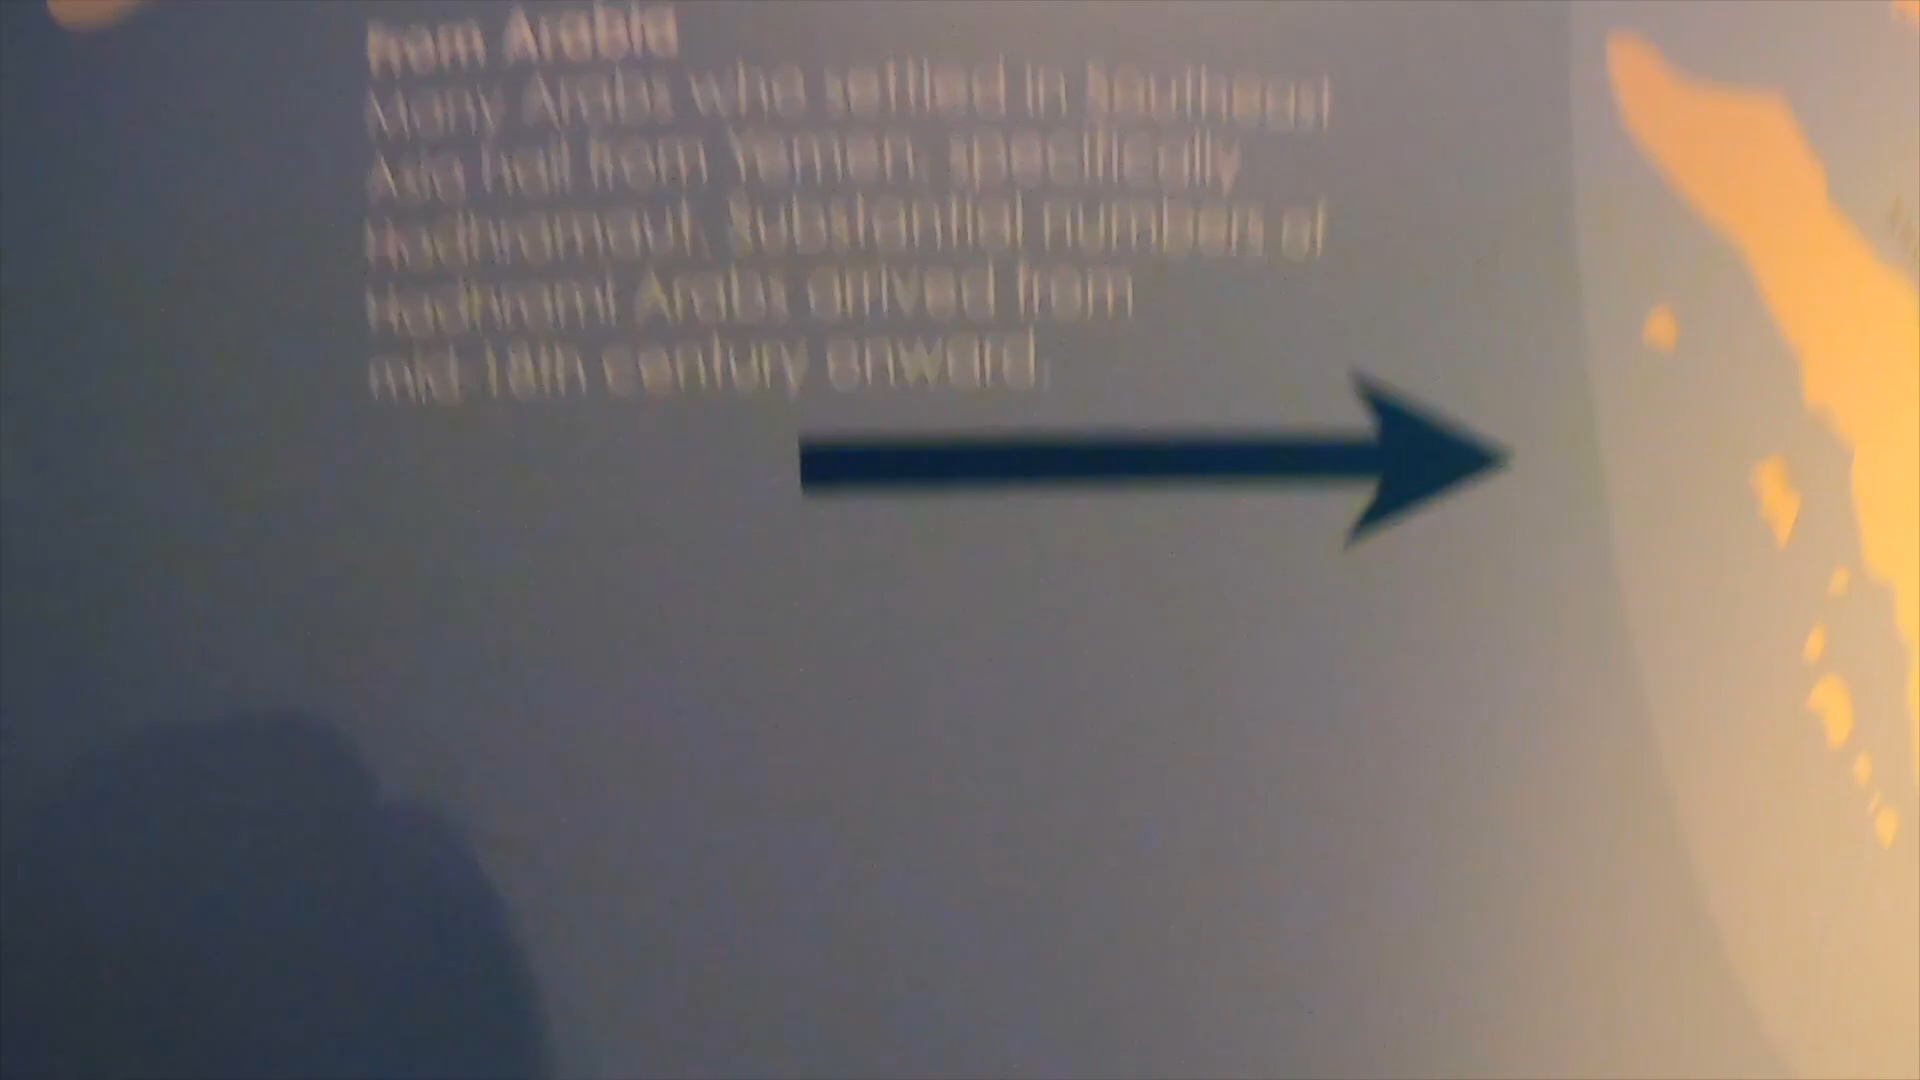 from Arabia
Many Arabs who settled in Southeast
Asia hail from Yemen, specifically
Hadhramaut. Substantial numbers of
Hadhrami Arabs arrived from
mid-18th century onward.